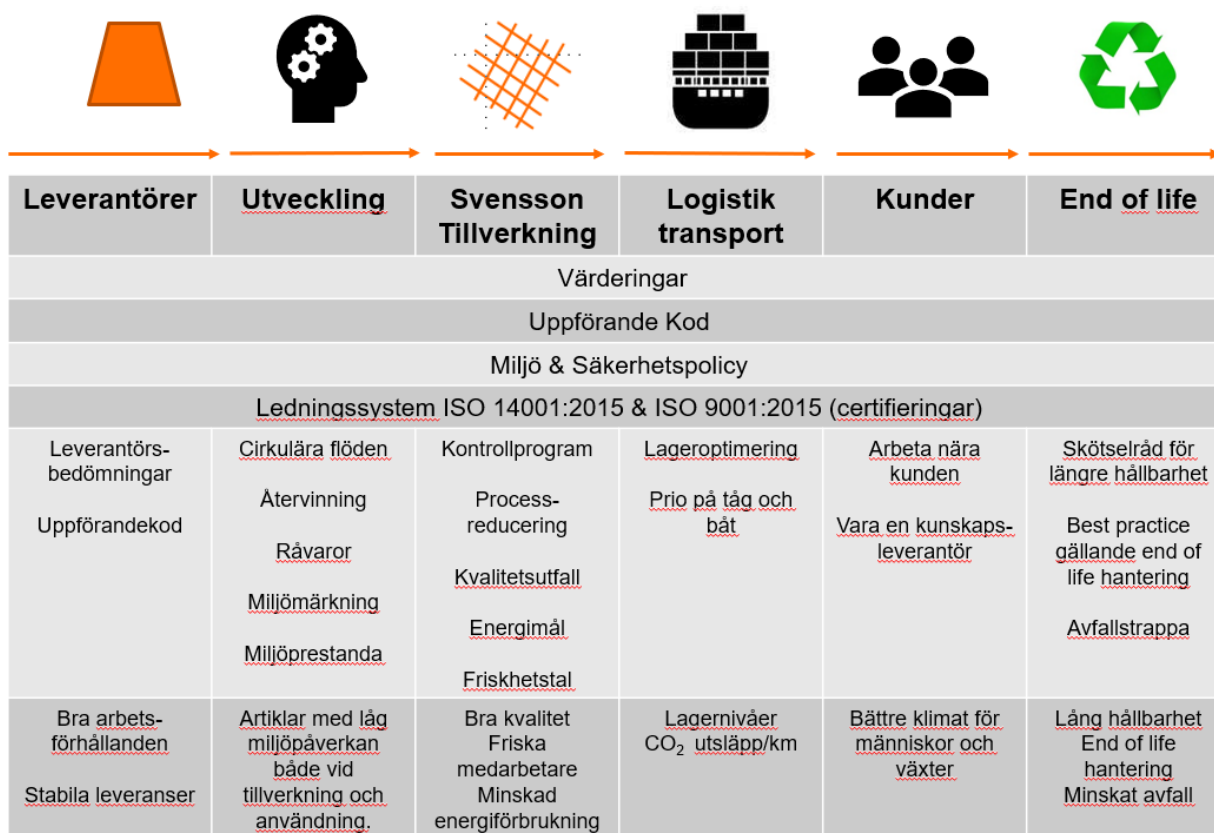 Leverantörer
Utveckling
Svensson
Tillverkning
Logistik
transport
Kunder
End of life
Värderingar
Uppförande Kod
Miljö & Säkerhetspolicy
Ledningssystem ISO 14001:2015 & ISO 9001:2015 (certifieringar)
Leverantörs-
bedömningar
Uppförandekod
Cirkulära flöden
Återvinning
Råvaror
Miljömärkning
Miljöprestanda
Kontrollprogram
Process-
reducering
Kvalitetsutfall
Energimål
Friskhetstal
Lageroptimering
Prio på tåg och
båt
Arbeta nära
kunden
Vara en kunskaps-
leverantör
Skötselråd för
längre hållbarhet
Best practice
gällande end of
life hantering
Avfallstrappa
Bra arbets-
förhållanden
Stabila leveranser
Artiklar med låg
miljöpåverkan
både vid
tillverkning och
användning.
Bra kvalitet
Friska
medarbetare
Minskad
energiförbrukning
Lagernivåer
CO₂ utsläpp/km
Bättre klimat för
människor och
växter
Lång hållbarhet
End of life
hantering
Minskat avfall